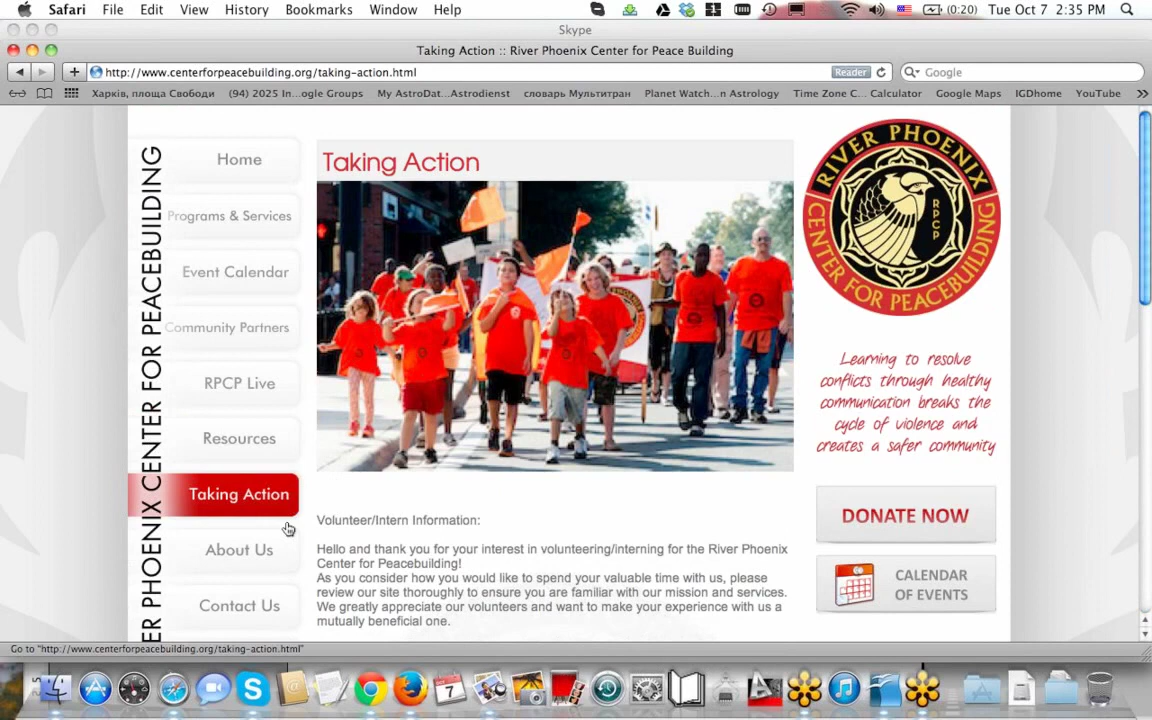 Safari File Edit View History Bookmarks Window Help (0:20) Tue Oct 7 2:35 PM
Skype
Taking Action :: River Phoenix Center for Peace Building
http://www.centerforpeacebuilding.org/taking-action.html Reader Google
Харків, площа Свободи (94) 2025 In...ogle Groups My AstroDat...Astrodienst словарь Мультитран Planet Watch...n Astrology Time Zone C... Calculator Google Maps IGDhome YouTube
ER PHOENIX CENTER FOR PEACEBUILDING
Home
Programs & Services
Event Calendar
Community Partners
RPCP Live
Resources
Taking Action
About Us
Contact Us
Taking Action
Volunteer/Intern Information:
Hello and thank you for your interest in volunteering/interning for the River Phoenix
Center for Peacebuilding!
As you consider how you would like to spend your valuable time with us, please
review our site thoroughly to ensure you are familiar with our mission and services.
We greatly appreciate our volunteers and want to make your experience with us a
mutually beneficial one.
RIVER PHOENIX
RPCP
CENTER FOR PEACEBUILDING
Learning to resolve
conflicts through healthy
communication breaks the
cycle of violence and
creates a safer community
DONATE NOW
CALENDAR
OF EVENTS
Go to "http://www.centerforpeacebuilding.org/taking-action.html"
7